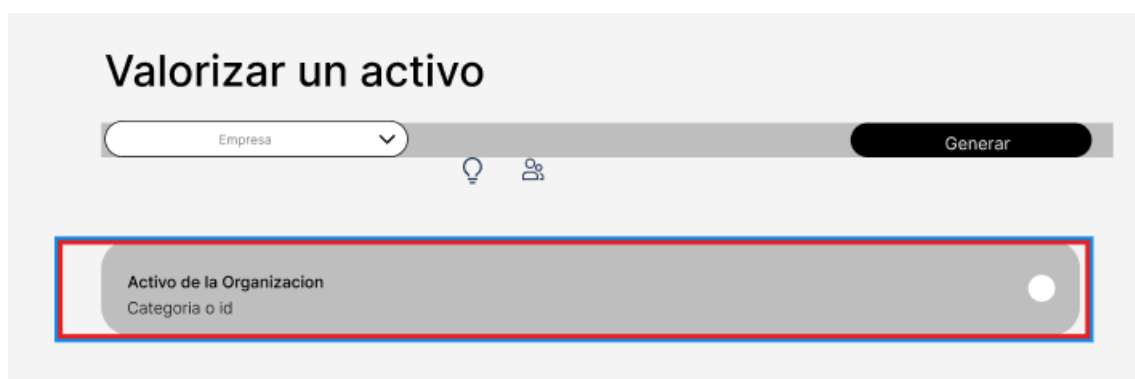 Valorizar un activo
Empresa
Generar
Activo de la Organizacion
Categoria o id